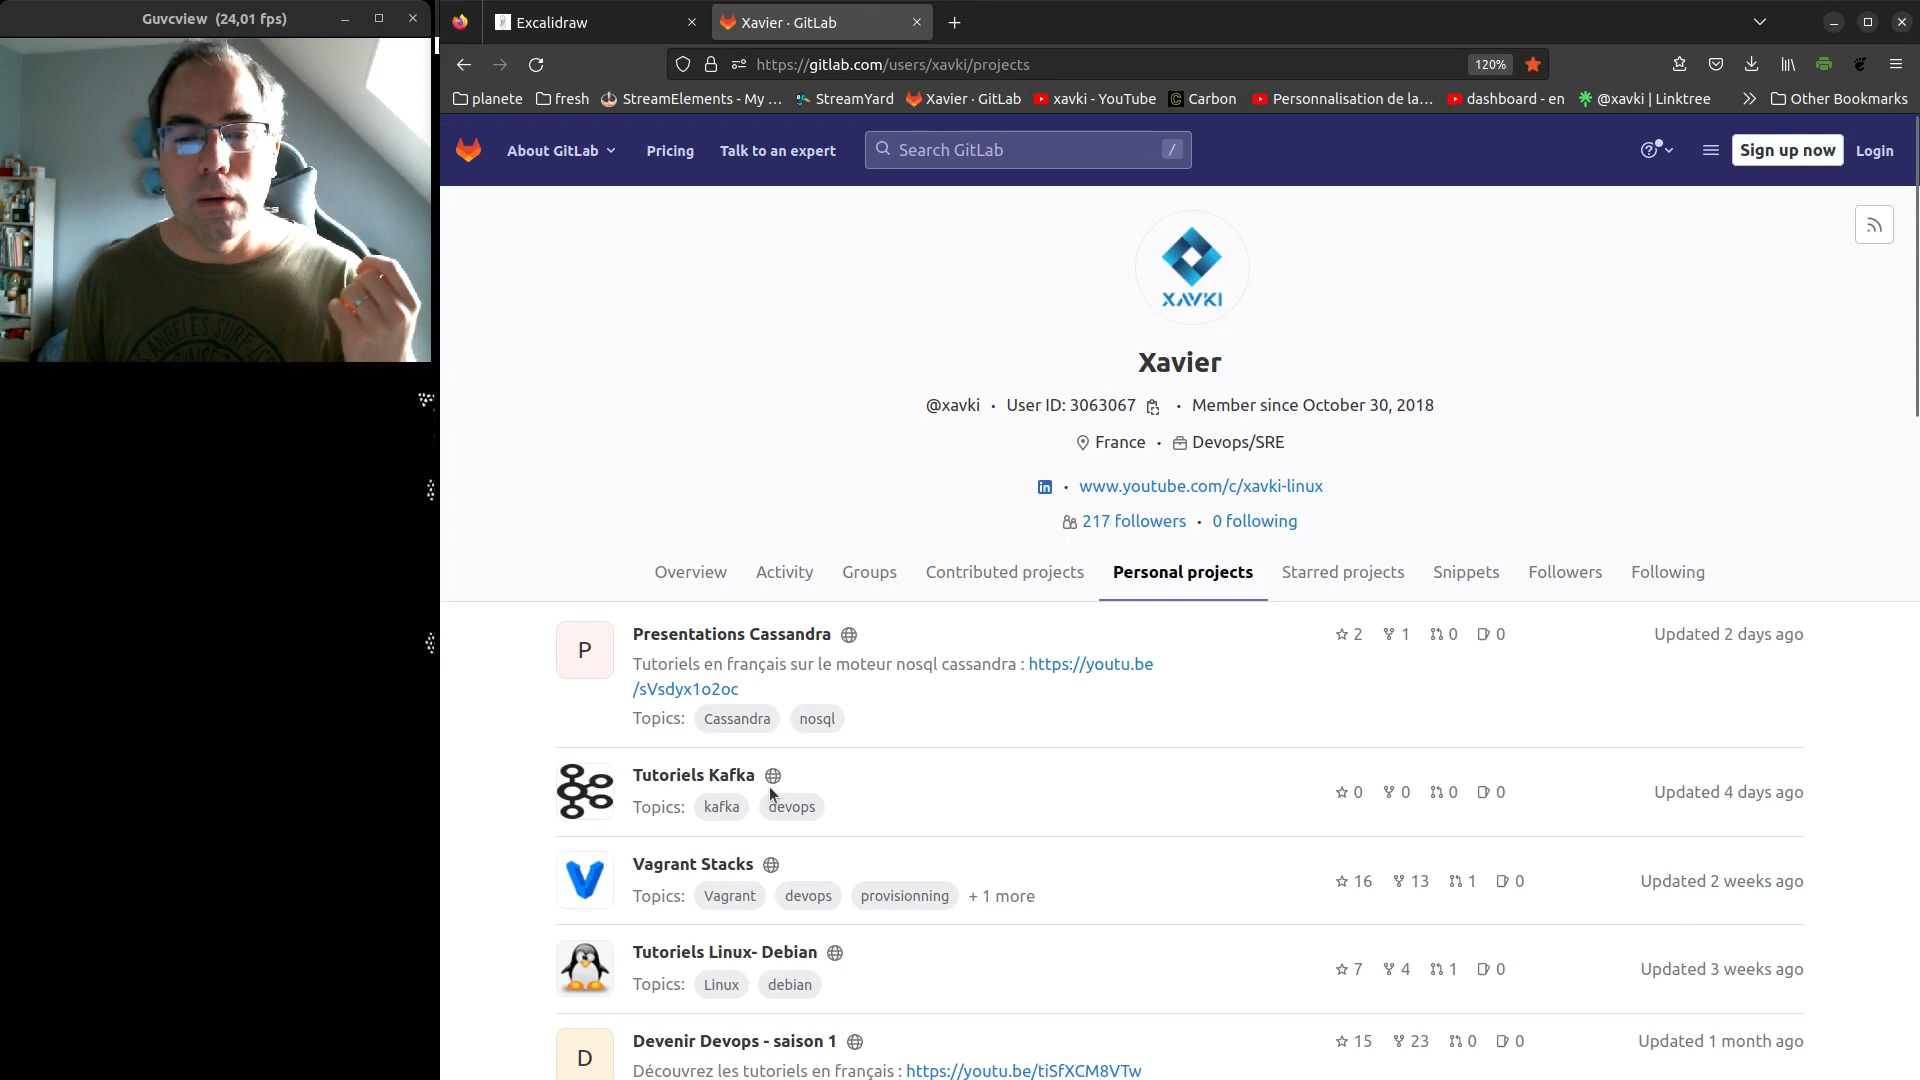 Guvcview (24,01 fps)
Excalidraw
Xavier · GitLab
https://gitlab.com/users/xavki/projects
120%
planete
fresh
StreamElements - My ...
StreamYard
Xavier · GitLab
xavki - YouTube
Carbon
Personnalisation de la...
dashboard - en
@xavki | Linktree
Other Bookmarks
About GitLab
Pricing
Talk to an expert
Search GitLab
/
Sign up now
Login
XAVKI
Xavier
@xavki · User ID: 3063067 · Member since October 30, 2018
France · Devops/SRE
in · www.youtube.com/c/xavki-linux
217 followers · 0 following
Overview
Activity
Groups
Contributed projects
Personal projects
Starred projects
Snippets
Followers
Following
P
Presentations Cassandra
2 1 0 0
Updated 2 days ago
Tutoriels en français sur le moteur nosql cassandra : https://youtu.be
/sVsdyx1o2oc
Topics: Cassandra nosql
Tutoriels Kafka
Topics: kafka devops
0 0 0 0
Updated 4 days ago
Vagrant Stacks
Topics: Vagrant devops provisionning + 1 more
16 13 1 0
Updated 2 weeks ago
Tutoriels Linux- Debian
Topics: Linux debian
7 4 1 0
Updated 3 weeks ago
D
Devenir Devops - saison 1
15 23 0 0
Updated 1 month ago
Découvrez les tutoriels en français : https://youtu.be/tiSfXCM8VTw